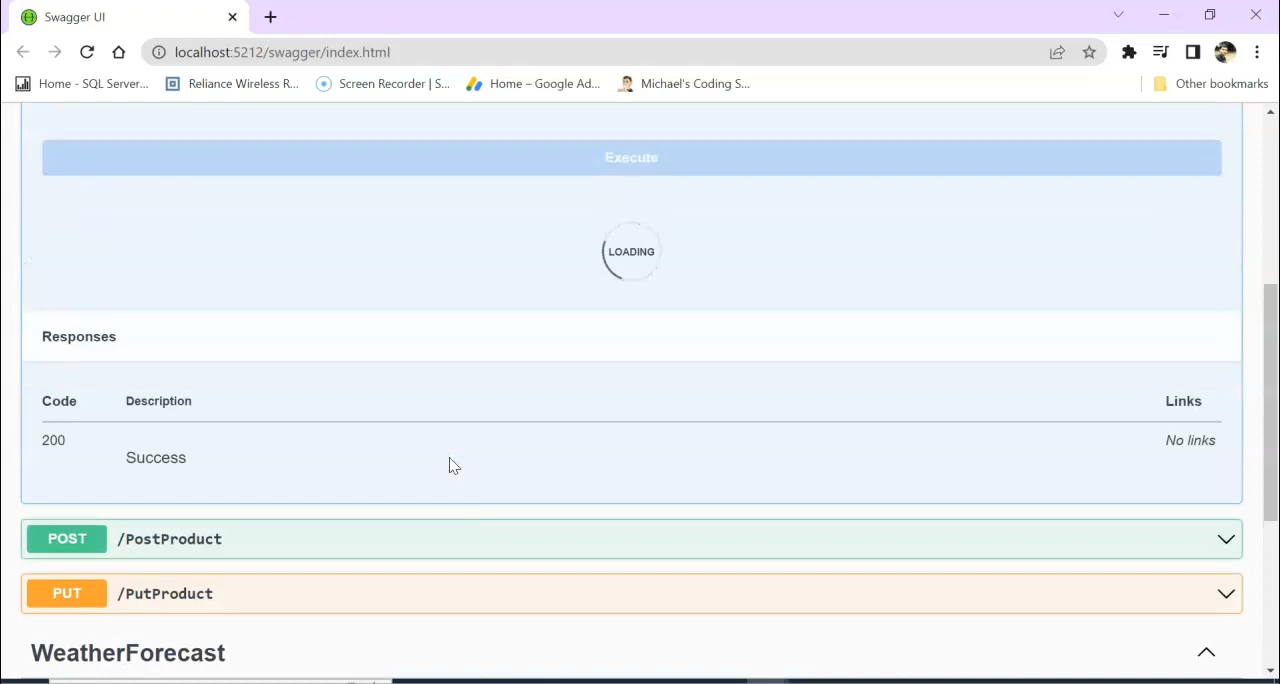 Swagger UI
localhost:5212/swagger/index.html
Home - SQL Server...
Reliance Wireless R...
Screen Recorder | S...
Home – Google Ad...
Michael's Coding S...
Other bookmarks
Execute
LOADING
Responses
Code
Description
Links
200
Success
No links
POST
/PostProduct
PUT
/PutProduct
WeatherForecast